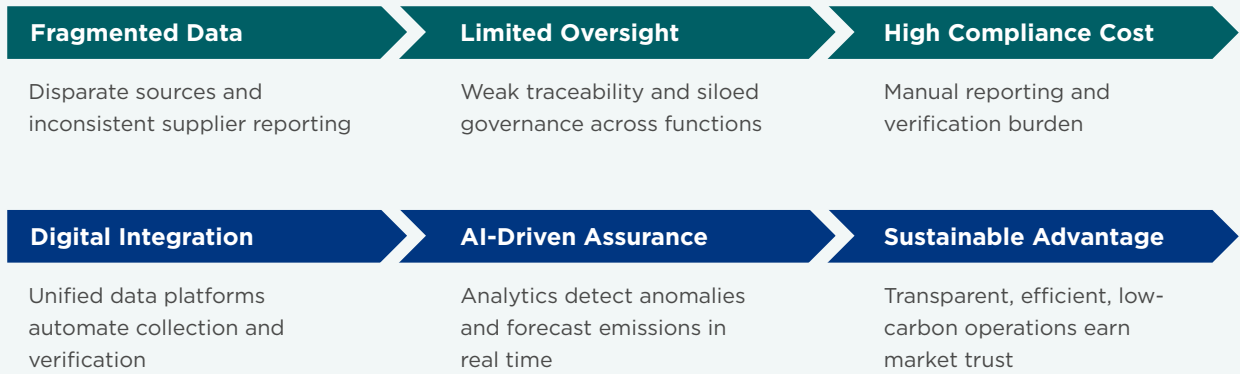 Fragmented Data
Limited Oversight
High Compliance Cost
Disparate sources and
inconsistent supplier reporting
Weak traceability and siloed
governance across functions
Manual reporting and
verification burden
Digital Integration
AI-Driven Assurance
Sustainable Advantage
Unified data platforms
automate collection and
verification
Analytics detect anomalies
and forecast emissions in
real time
Transparent, efficient, low-
carbon operations earn
market trust